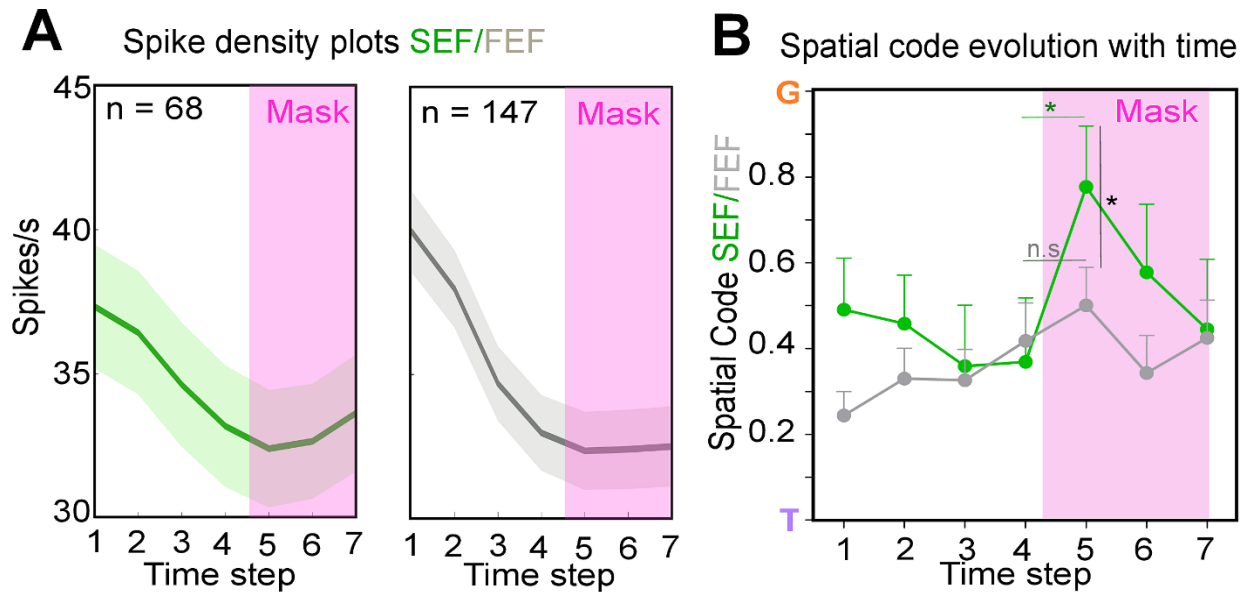 A
Spike density plots SEF/FEF
Spikes/s
45
40
35
30
n = 68
Mask
1 2 3 4 5 6 7
Time step
n = 147
Mask
1 2 3 4 5 6 7
Time step
B
Spatial code evolution with time
Spatial Code SEF/FEF
G
0.8
0.6
0.4
0.2
T
*
Mask
*
n.s
1 2 3 4 5 6 7
Time step